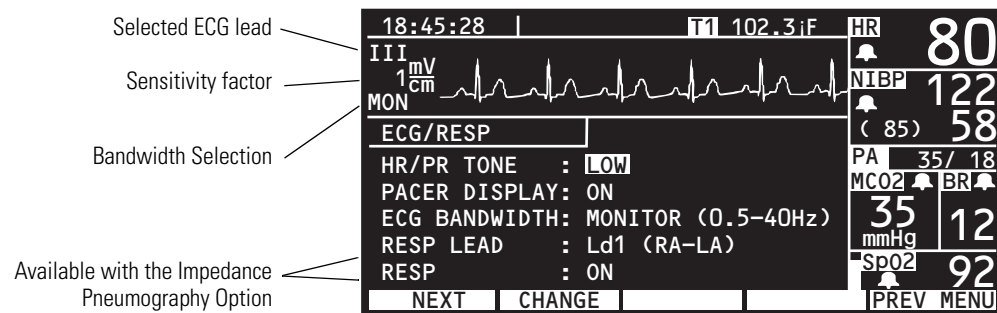 Selected ECG lead
Sensitivity factor
Bandwidth Selection
Available with the Impedance
Pneumography Option
18:45:28
T1 102.3¡F
III
1 mV
cm
MON
ECG/RESP
HR/PR TONE : LOW
PACER DISPLAY: ON
ECG BANDWIDTH: MONITOR (0.5–40Hz)
RESP LEAD : Ld1 (RA–LA)
RESP : ON
NEXT CHANGE PREV MENU
HR
80
NIBP
122
( 85) 58
PA 35/ 18
MCO2 BR
35
mmHg
12
SpO2
92